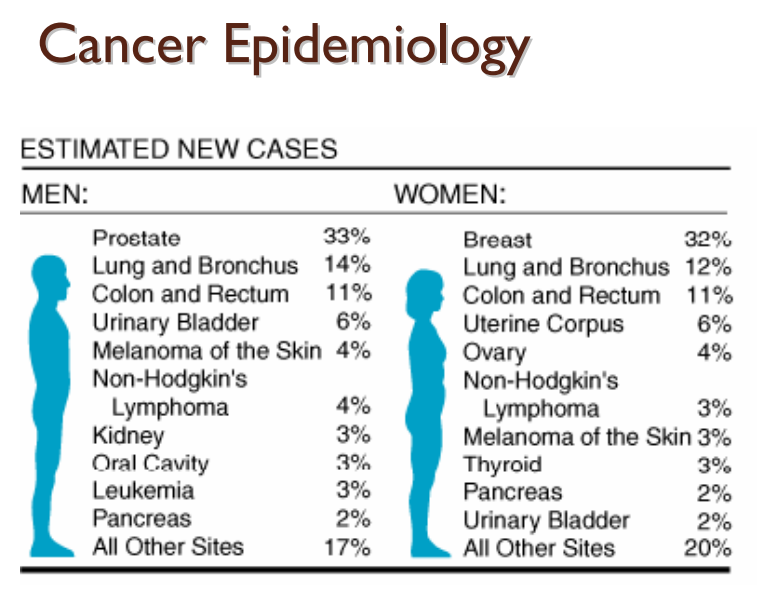 Cancer Epidemiology
ESTIMATED NEW CASES
MEN:
Prostate 33%
Lung and Bronchus 14%
Colon and Rectum 11%
Urinary Bladder 6%
Melanoma of the Skin 4%
Non-Hodgkin's
Lymphoma 4%
Kidney 3%
Oral Cavity 3%
Leukemia 3%
Pancreas 2%
All Other Sites 17%
WOMEN:
Breast 32%
Lung and Bronchus 12%
Colon and Rectum 11%
Uterine Corpus 6%
Ovary 4%
Non-Hodgkin's
Lymphoma 3%
Melanoma of the Skin 3%
Thyroid 3%
Pancreas 2%
Urinary Bladder 2%
All Other Sites 20%